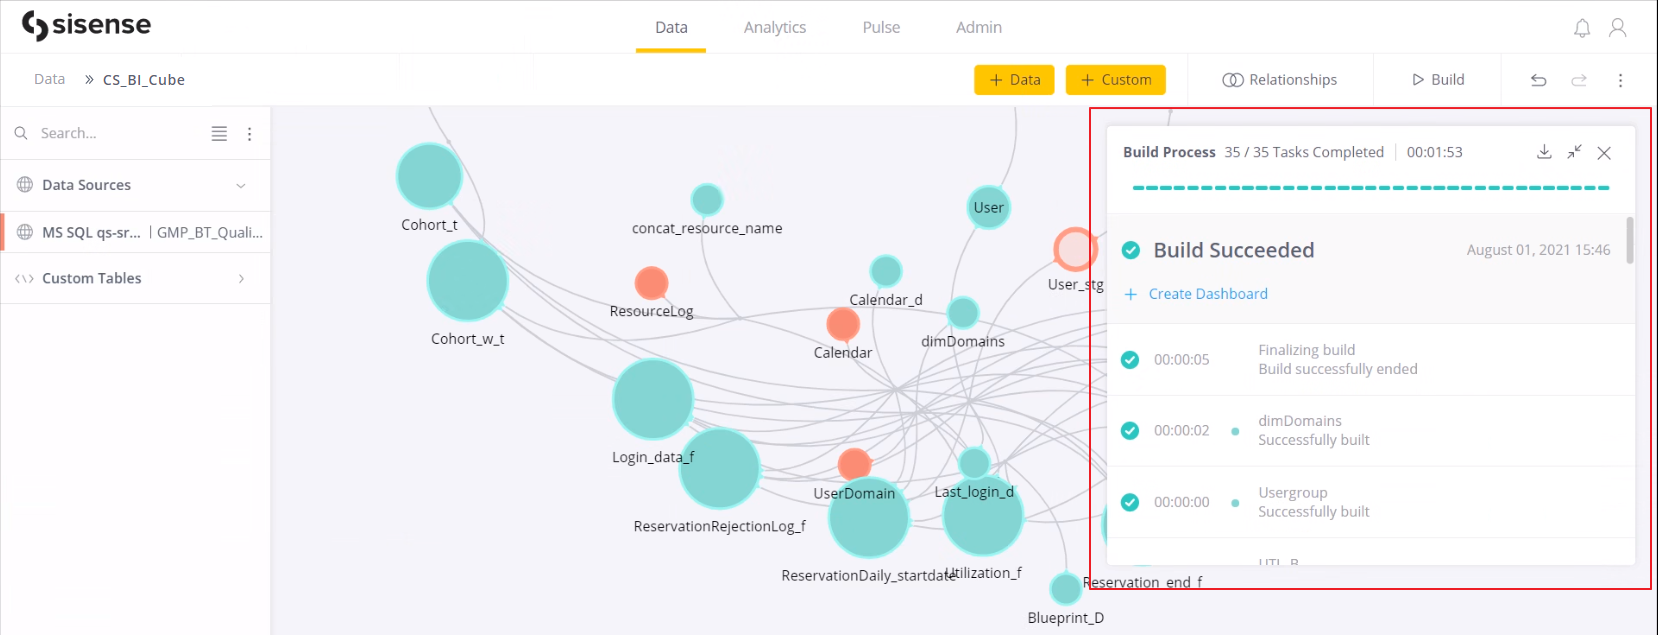 sisense
Data
Analytics
Pulse
Admin
Data » CS_BI_Cube
+ Data
+ Custom
Relationships
Build
Search...
Data Sources
MS SQL qs-sr... | GMP_BT_Quali...
Custom Tables
Cohort_t
concat_resource_name
User
Cohort_w_t
ResourceLog
Calendar_d
User_stg
Calendar
dimDomains
Login_data_f
UserDomain
Last_login_d
ReservationRejectionLog_f
ReservationDaily_startdate
Utilization_f
Reservation_end_f
Blueprint_D
Build Process 35 / 35 Tasks Completed | 00:01:53
Build Succeeded
August 01, 2021 15:46
+ Create Dashboard
00:00:05
Finalizing build
Build successfully ended
00:00:02
dimDomains
Successfully built
00:00:00
Usergroup
Successfully built